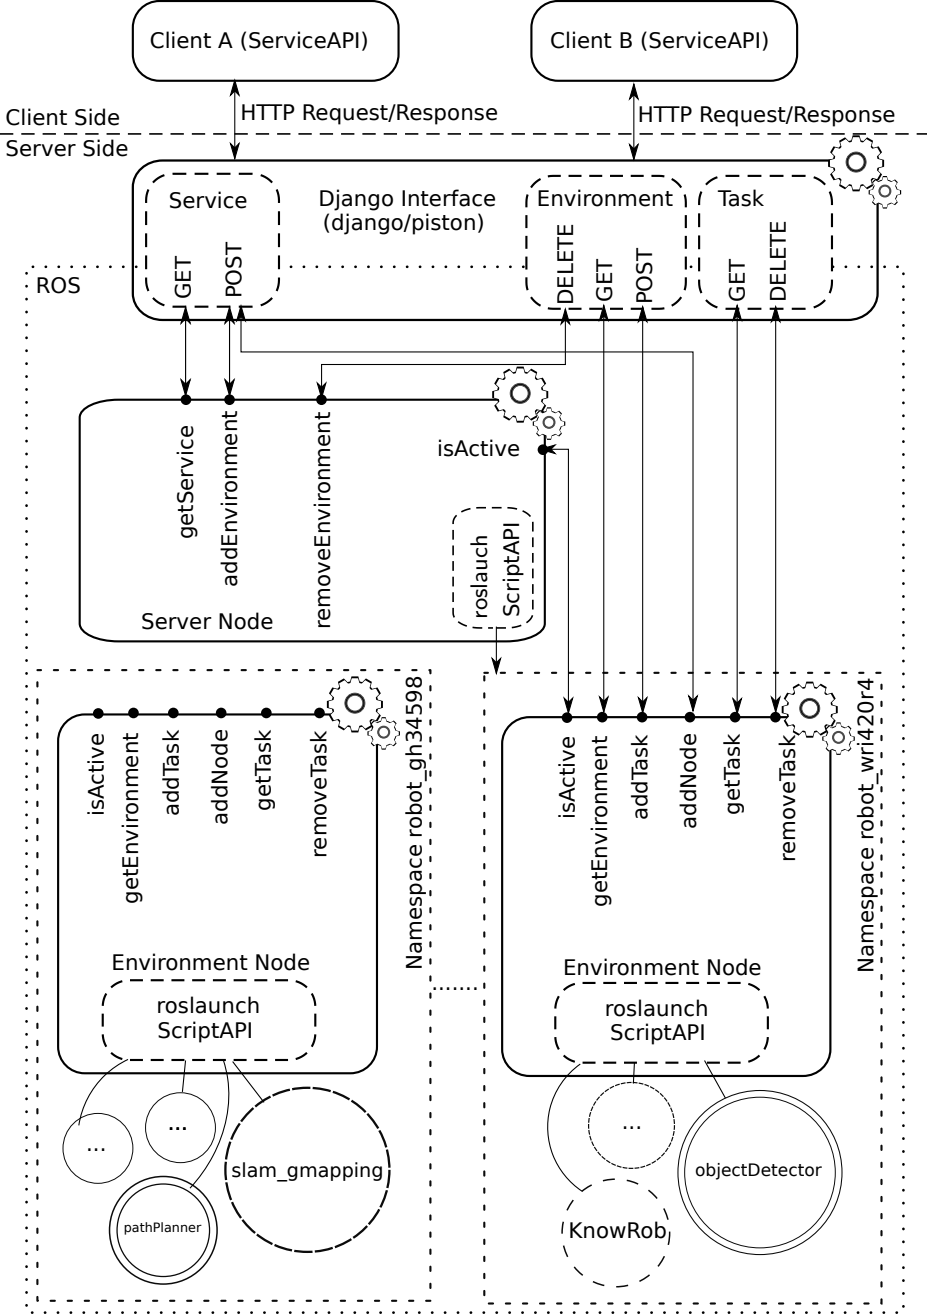 Client A (ServiceAPI)
Client B (ServiceAPI)
HTTP Request/Response
HTTP Request/Response
Client Side
Server Side
Service
GET
POST
Django Interface
(django/piston)
Environment
DELETE
GET
POST
Task
GET
DELETE
ROS
getService
addEnvironment
removeEnvironment
isActive
roslauch
ScriptAPI
Server Node
isActive
getEnvironment
addTask
addNode
getTask
removeTask
Namespace robot_gh34598
Environment Node
roslaunch
ScriptAPI
...
...
pathPlanner
slam_gmapping
.......
isActive
getEnvironment
addTask
addNode
getTask
removeTask
Namespace robot_wri420r4
Environment Node
roslaunch
ScriptAPI
...
KnowRob
objectDetector